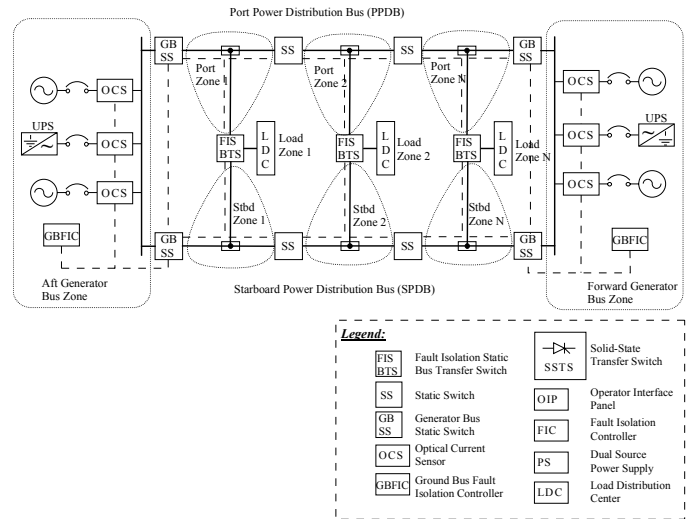 Port Power Distribution Bus (PPDB)
GB
SS
SS
SS
GB
SS
Port
Zone 1
Port
Zone 2
Port
Zone N
OCS
OCS
UPS
UPS
OCS
OCS
OCS
OCS
FIS
BTS
L
D
C
Load
Zone 1
FIS
BTS
L
D
C
Load
Zone 2
FIS
BTS
L
D
C
Load
Zone N
Stbd
Zone 1
Stbd
Zone 2
Stbd
Zone N
GBFIC
GBFIC
GB
SS
SS
SS
GB
SS
Aft Generator
Bus Zone
Starboard Power Distribution Bus (SPDB)
Forward Generator
Bus Zone
Legend:
FIS
BTS
Fault Isolation Static
Bus Transfer Switch
SS
Static Switch
GB
SS
Generator Bus
Static Switch
OCS
Optical Current
Sensor
GBFIC
Ground Bus Fault
Isolation Controller
SSTS
Solid-State
Transfer Switch
OIP
Operator Interface
Panel
FIC
Fault Isolation
Controller
PS
Dual Source
Power Supply
LDC
Load Distribution
Center